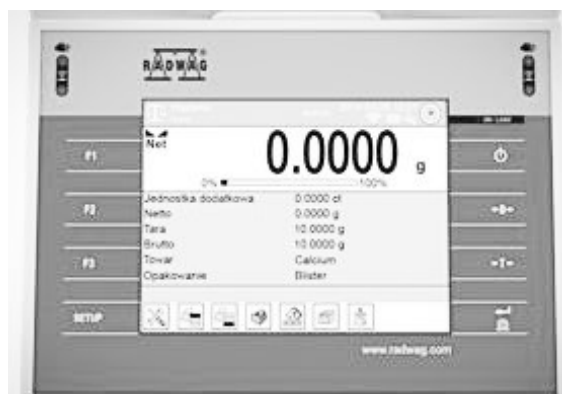 RADWAG
F1
F2
F3
SETUP
Net
0.0000 g
0%
100%
Jednostka dodatkowa 0.0000 ct
Netto 0.0000 g
Tara 10.0000 g
Brutto 10.0000 g
Towar Calcium
Opakowanie Blister
→0←
→T←
www.radwag.com